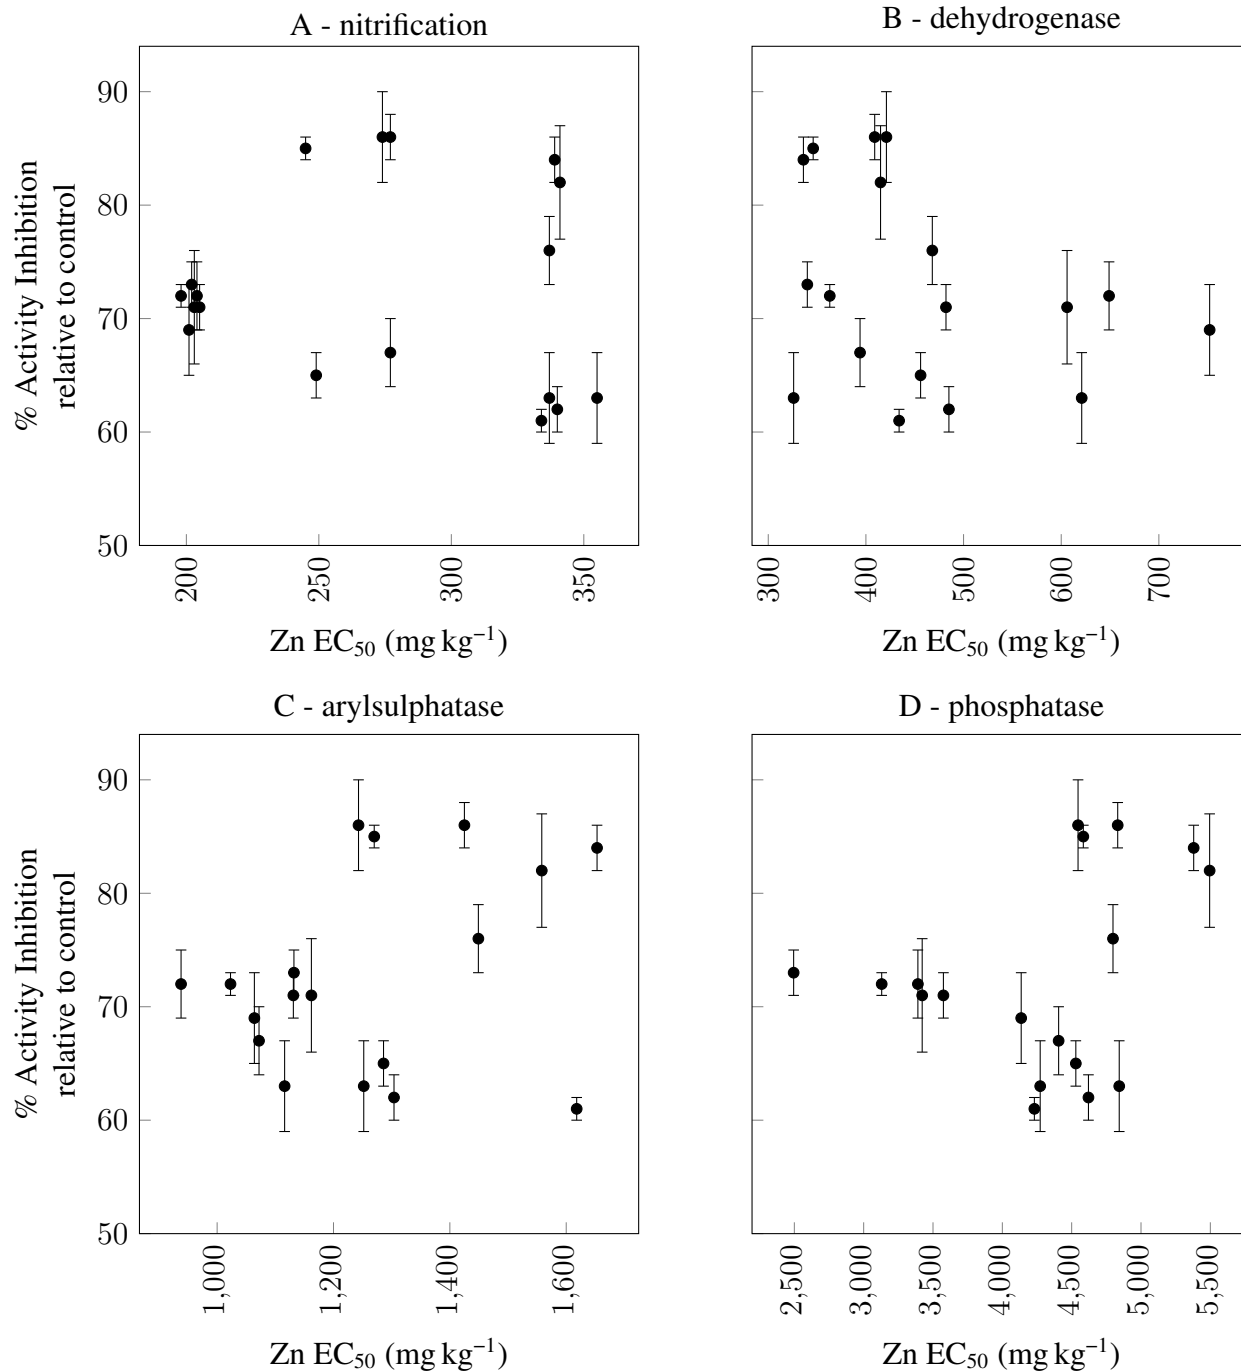 A - nitrification
90
80
70
60
50
% Activity Inhibition
relative to control
200
250
300
350
Zn EC₅₀ (mg kg⁻¹)
B - dehydrogenase
300
400
500
600
700
Zn EC₅₀ (mg kg⁻¹)
C - arylsulphatase
90
80
70
60
50
% Activity Inhibition
relative to control
1,000
1,200
1,400
1,600
Zn EC₅₀ (mg kg⁻¹)
D - phosphatase
2,500
3,000
3,500
4,000
4,500
5,000
5,500
Zn EC₅₀ (mg kg⁻¹)